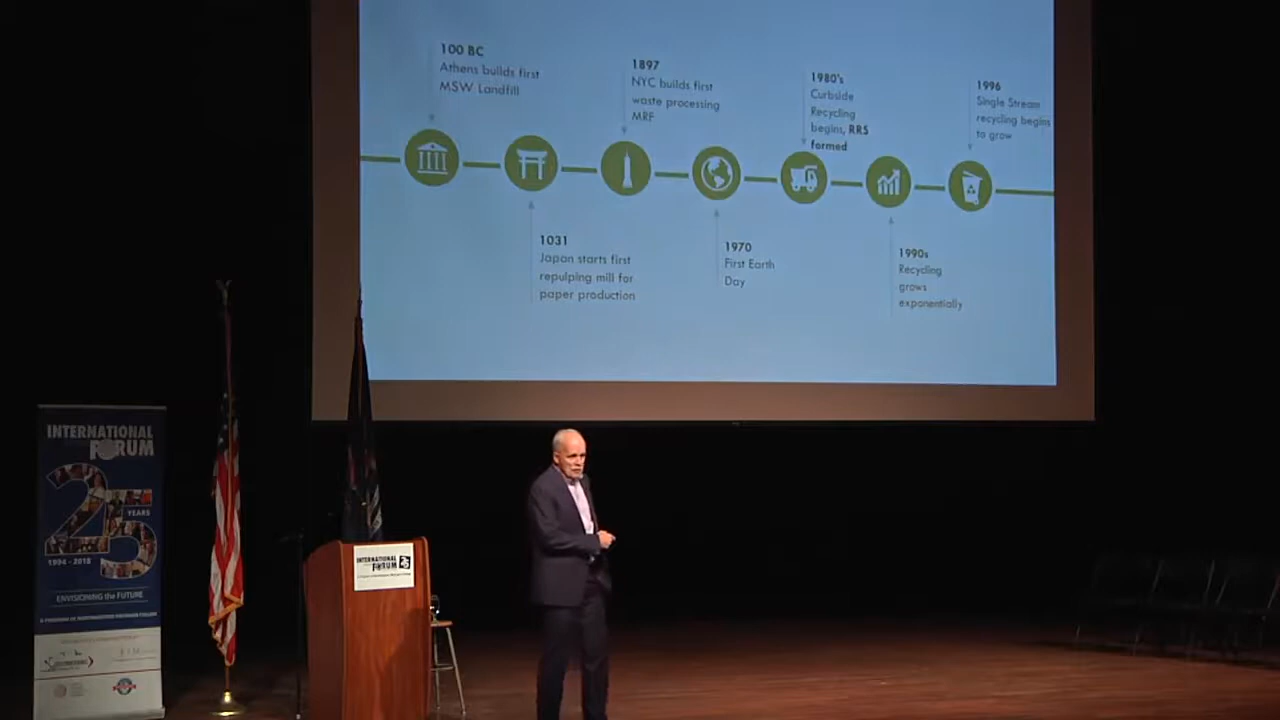 100 BC
Athens builds first
MSW Landfill
1897
NYC builds first
waste processing
MRF
1980's
Curbside
Recycling
begins, RRS
formed
1996
Single Stream
recycling begins
to grow
1031
Japan starts first
repulping mill for
paper production
1970
First Earth
Day
1990s
Recycling
grows
exponentially
INTERNATIONAL
FORUM
25
YEARS
1994 - 2018
ENVISIONING the FUTURE
INTERNATIONAL
FORUM 25